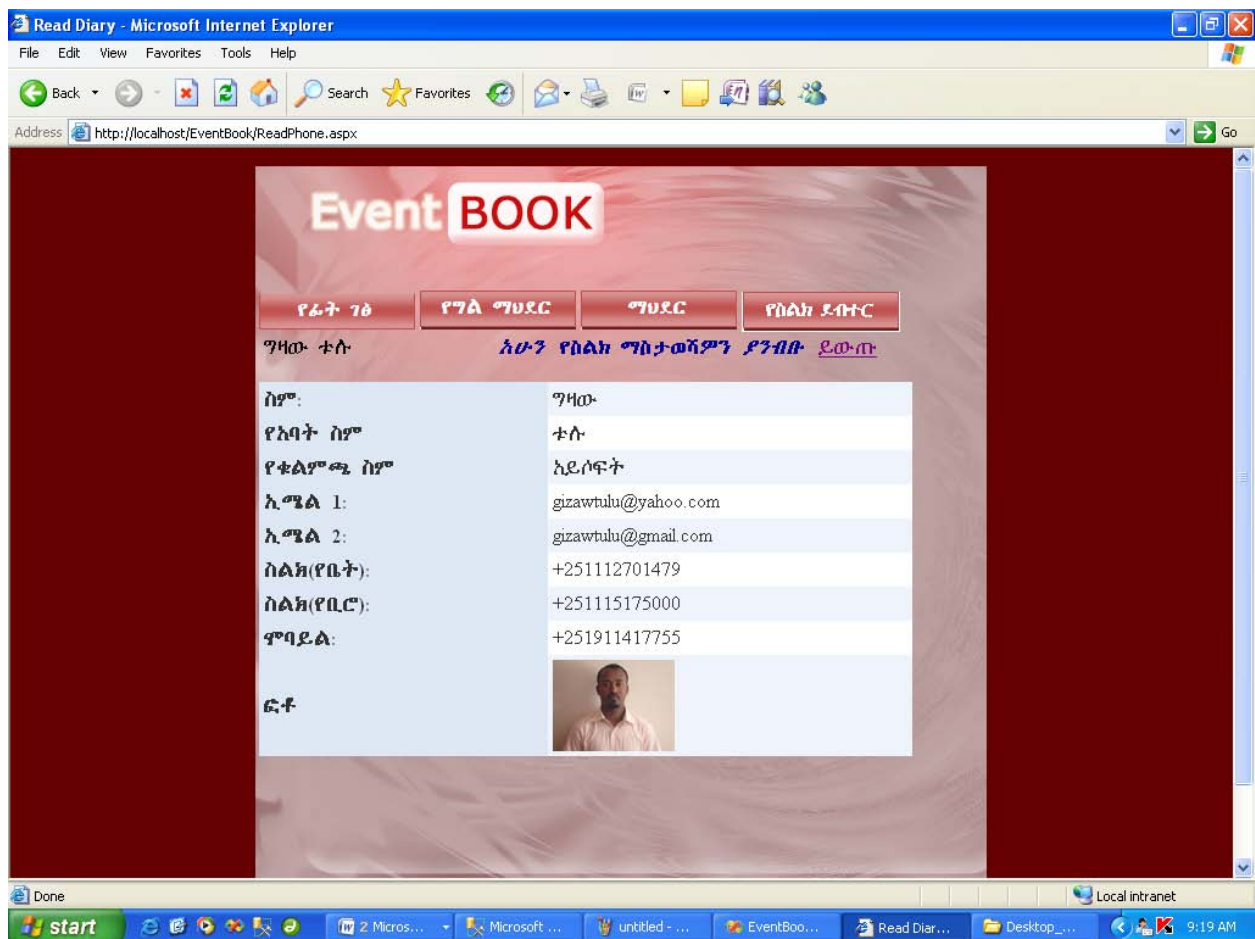 Read Diary - Microsoft Internet Explorer
File Edit View Favorites Tools Help
Back Search Favorites
Address http://localhost/EventBook/ReadPhone.aspx Go
Event BOOK
የፊት ገፅ የግል ማህደር ማህደር የስልክ ደብተር
ግዛው ቱሉ አሁን የስልክ ማስታወሻዎን ያንብቡ ይውጡ
ስም: ግዛው
የአባት ስም ቱሉ
የቁልምጫ ስም አይሶፍት
ኢሜል 1: gizawtulu@yahoo.com
ኢሜል 2: gizawtulu@gmail.com
ስልክ(የቤት): +251112701479
ስልክ(የቢሮ): +251115175000
ሞባይል: +251911417755
ፎቶ
Done Local intranet
start 2 Micros... Microsoft ... untitled - ... EventBoo... Read Diar... Desktop_... 9:19 AM